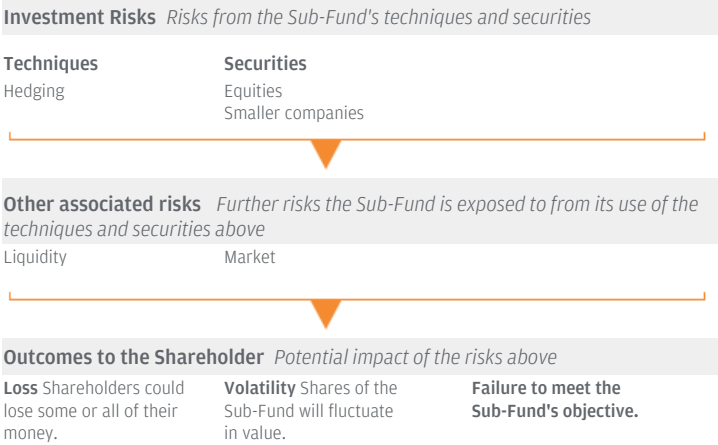 Investment Risks Risks from the Sub-Fund's techniques and securities
Techniques Securities
Hedging Equities
Smaller companies
Other associated risks Further risks the Sub-Fund is exposed to from its use of the
techniques and securities above
Liquidity Market
Outcomes to the Shareholder Potential impact of the risks above
Loss Shareholders could
lose some or all of their
money.
Volatility Shares of the
Sub-Fund will fluctuate
in value.
Failure to meet the
Sub-Fund's objective.